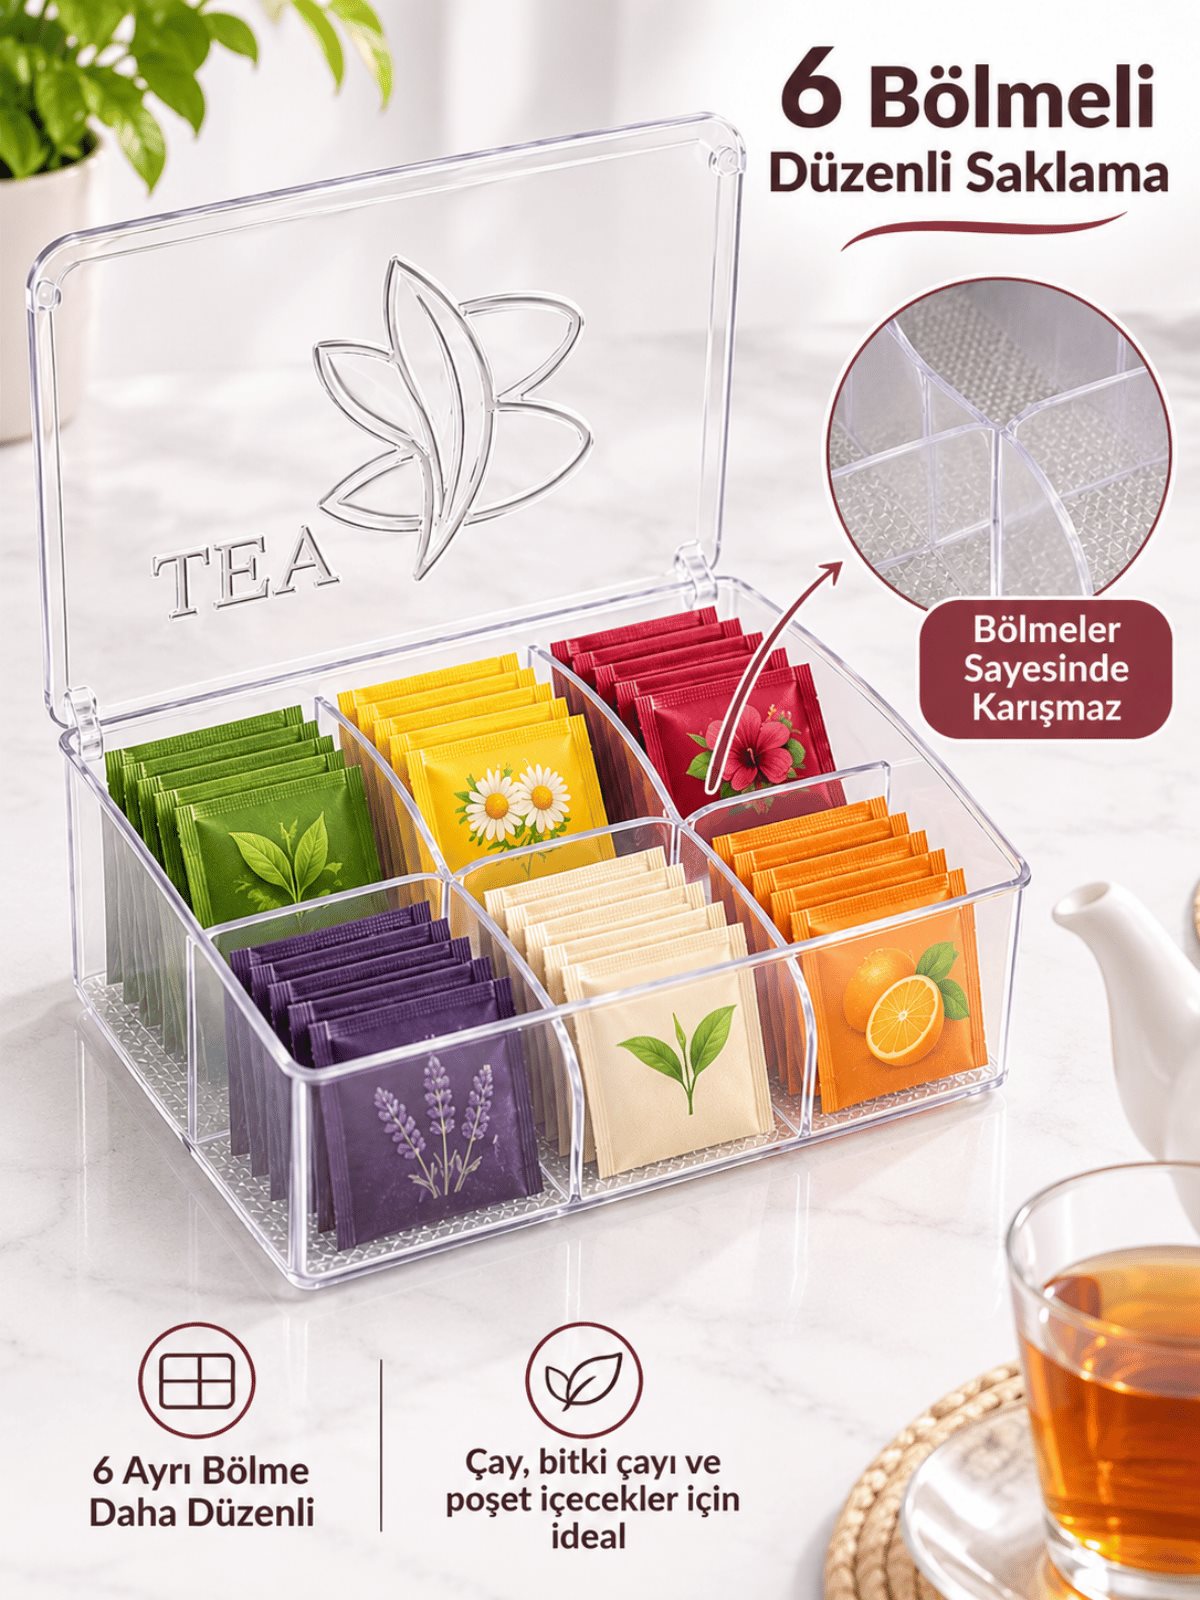 6 Bölmeli
Düzenli Saklama
TEA
Bölmeler
Sayesinde
Karışmaz
6 Ayrı Bölme
Daha Düzenli
Çay, bitki çayı ve
poşet içecekler için
ideal